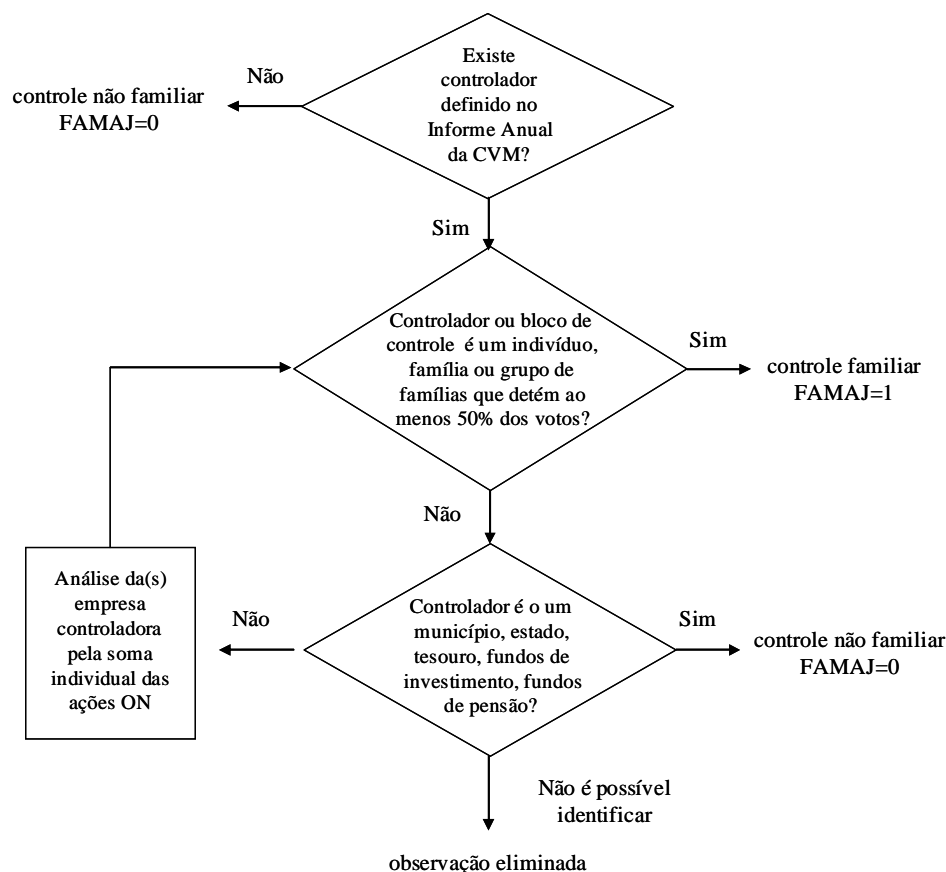 Existe
controlador
definido no
Informe Anual
da CVM?
Não
controle não familiar
FAMAJ=0
Sim
Controlador ou bloco de
controle é um indivíduo,
família ou grupo de
famílias que detém ao
menos 50% dos votos?
Sim
controle familiar
FAMAJ=1
Não
Análise da(s)
empresa
controladora
pela soma
individual das
ações ON
Não
Controlador é o um
município, estado,
tesouro, fundos de
investimento, fundos
de pensão?
Sim
controle não familiar
FAMAJ=0
Não é possível
identificar
observação eliminada